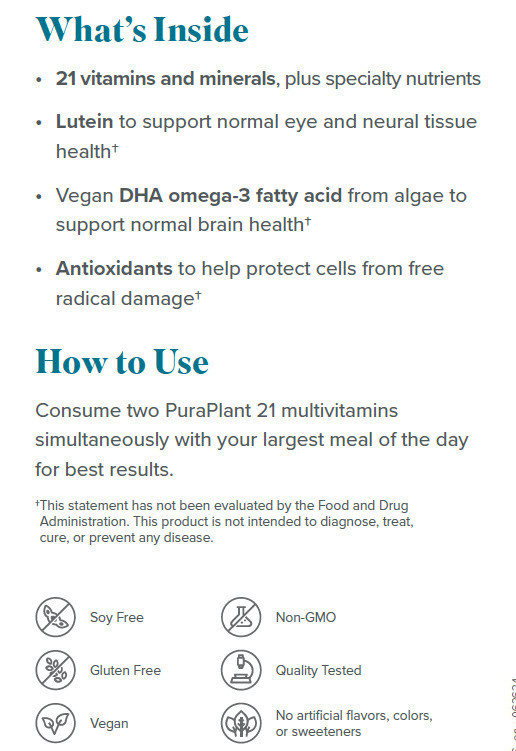 What's Inside
• 21 vitamins and minerals, plus specialty nutrients
• Lutein to support normal eye and neural tissue
health†
• Vegan DHA omega-3 fatty acid from algae to
support normal brain health†
• Antioxidants to help protect cells from free
radical damage†
How to Use
Consume two PuraPlant 21 multivitamins
simultaneously with your largest meal of the day
for best results.
†This statement has not been evaluated by the Food and Drug
Administration. This product is not intended to diagnose, treat,
cure, or prevent any disease.
Soy Free
Non-GMO
Gluten Free
Quality Tested
Vegan
No artificial flavors, colors,
or sweeteners